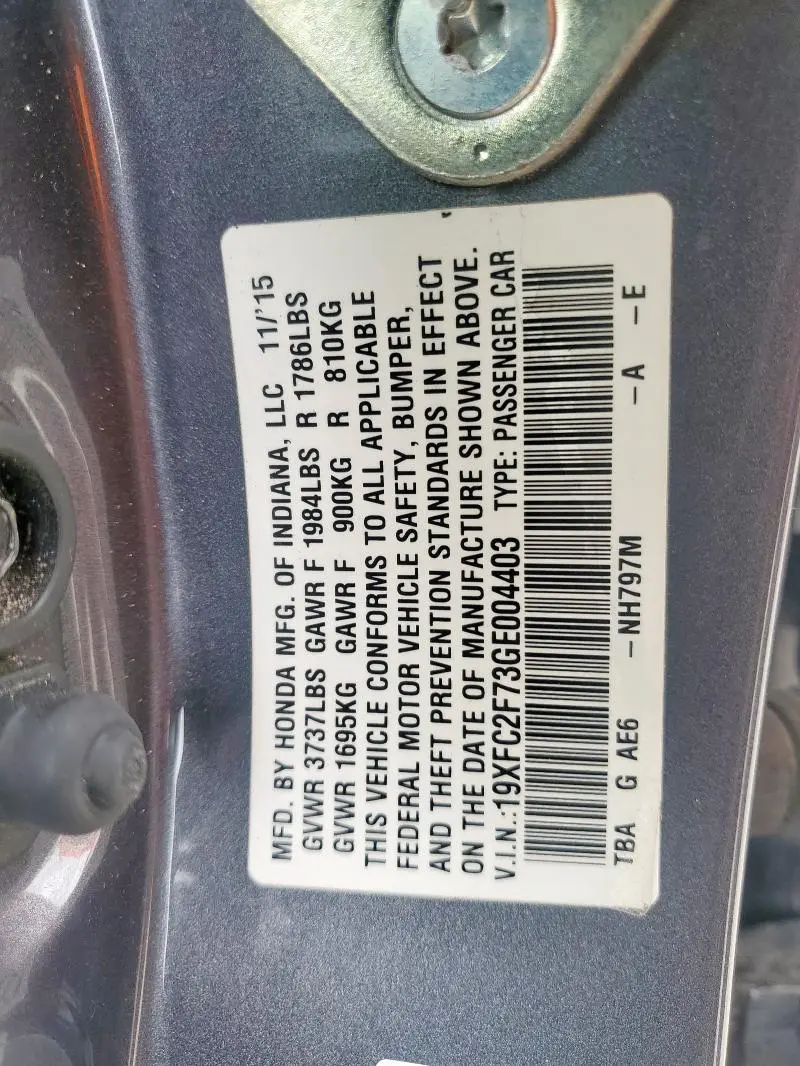 MFD. BY HONDA MFG. OF INDIANA, LLC 11/'15
GVWR 3737LBS GAWR F 1984LBS R 1786LBS
GVWR 1695KG GAWR F 900KG R 810KG
THIS VEHICLE CONFORMS TO ALL APPLICABLE
FEDERAL MOTOR VEHICLE SAFETY, BUMPER,
AND THEFT PREVENTION STANDARDS IN EFFECT
ON THE DATE OF MANUFACTURE SHOWN ABOVE.
V.I.N.:19XFC2F73GE004403 TYPE: PASSENGER CAR
TBA G AE6 -NH797M -A -E